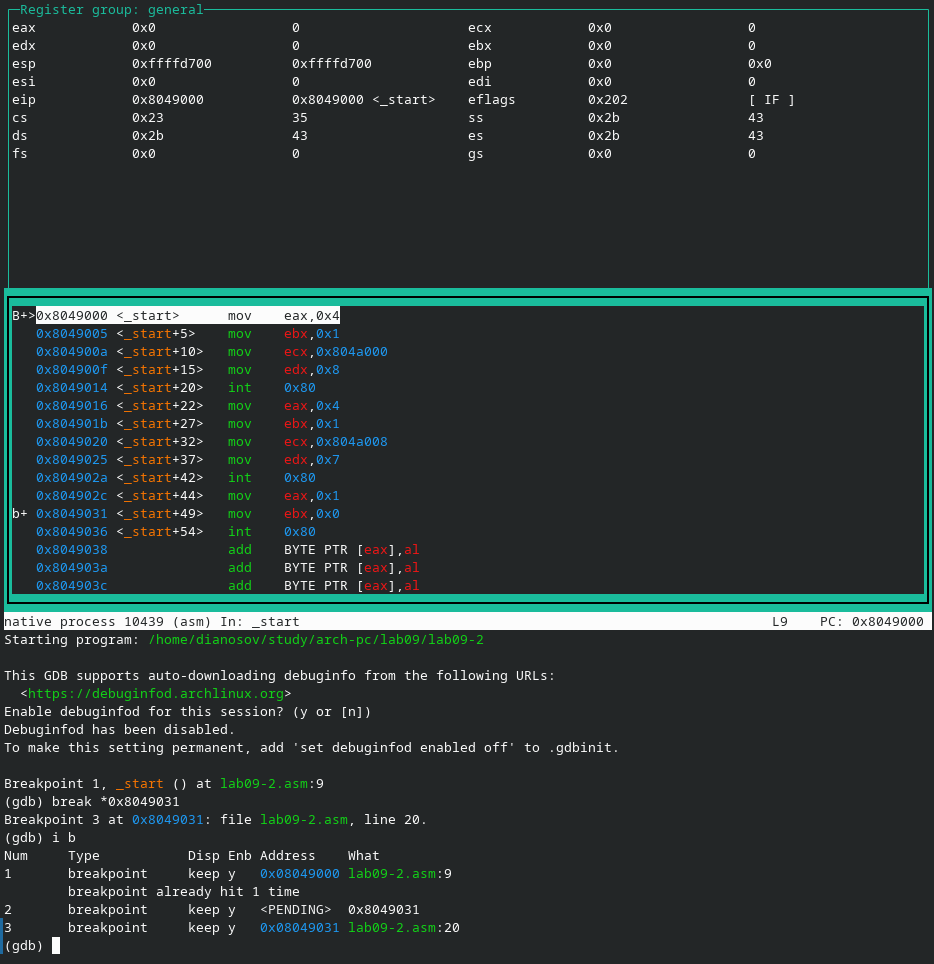 Register group: general
eax            0x0                 0                     ecx            0x0                 0
edx            0x0                 0                     ebx            0x0                 0
esp            0xffffd700          0xffffd700            ebp            0x0                 0x0
esi            0x0                 0                     edi            0x0                 0
eip            0x8049000           0x8049000 <_start>    eflags         0x202               [ IF ]
cs             0x23                35                    ss             0x2b                43
ds             0x2b                43                    es             0x2b                43
fs             0x0                 0                     gs             0x0                 0
B+>0x8049000 <_start>      mov    eax,0x4
   0x8049005 <_start+5>    mov    ebx,0x1
   0x804900a <_start+10>   mov    ecx,0x804a000
   0x804900f <_start+15>   mov    edx,0x8
   0x8049014 <_start+20>   int    0x80
   0x8049016 <_start+22>   mov    eax,0x4
   0x804901b <_start+27>   mov    ebx,0x1
   0x8049020 <_start+32>   mov    ecx,0x804a008
   0x8049025 <_start+37>   mov    edx,0x7
   0x804902a <_start+42>   int    0x80
   0x804902c <_start+44>   mov    eax,0x1
b+ 0x8049031 <_start+49>   mov    ebx,0x0
   0x8049036 <_start+54>   int    0x80
   0x8049038               add    BYTE PTR [eax],al
   0x804903a               add    BYTE PTR [eax],al
   0x804903c               add    BYTE PTR [eax],al
native process 10439 (asm) In: _start                                                           L9    PC: 0x8049000
Starting program: /home/dianosov/study/arch-pc/lab09/lab09-2
This GDB supports auto-downloading debuginfo from the following URLs:
  <https://debuginfod.archlinux.org>
Enable debuginfod for this session? (y or [n])
Debuginfod has been disabled.
To make this setting permanent, add 'set debuginfod enabled off' to .gdbinit.
Breakpoint 1, _start () at lab09-2.asm:9
(gdb) break *0x8049031
Breakpoint 3 at 0x8049031: file lab09-2.asm, line 20.
(gdb) i b
Num     Type           Disp Enb Address    What
1       breakpoint     keep y   0x08049000 lab09-2.asm:9
        breakpoint already hit 1 time
2       breakpoint     keep y   <PENDING>  0x8049031
3       breakpoint     keep y   0x08049031 lab09-2.asm:20
(gdb)